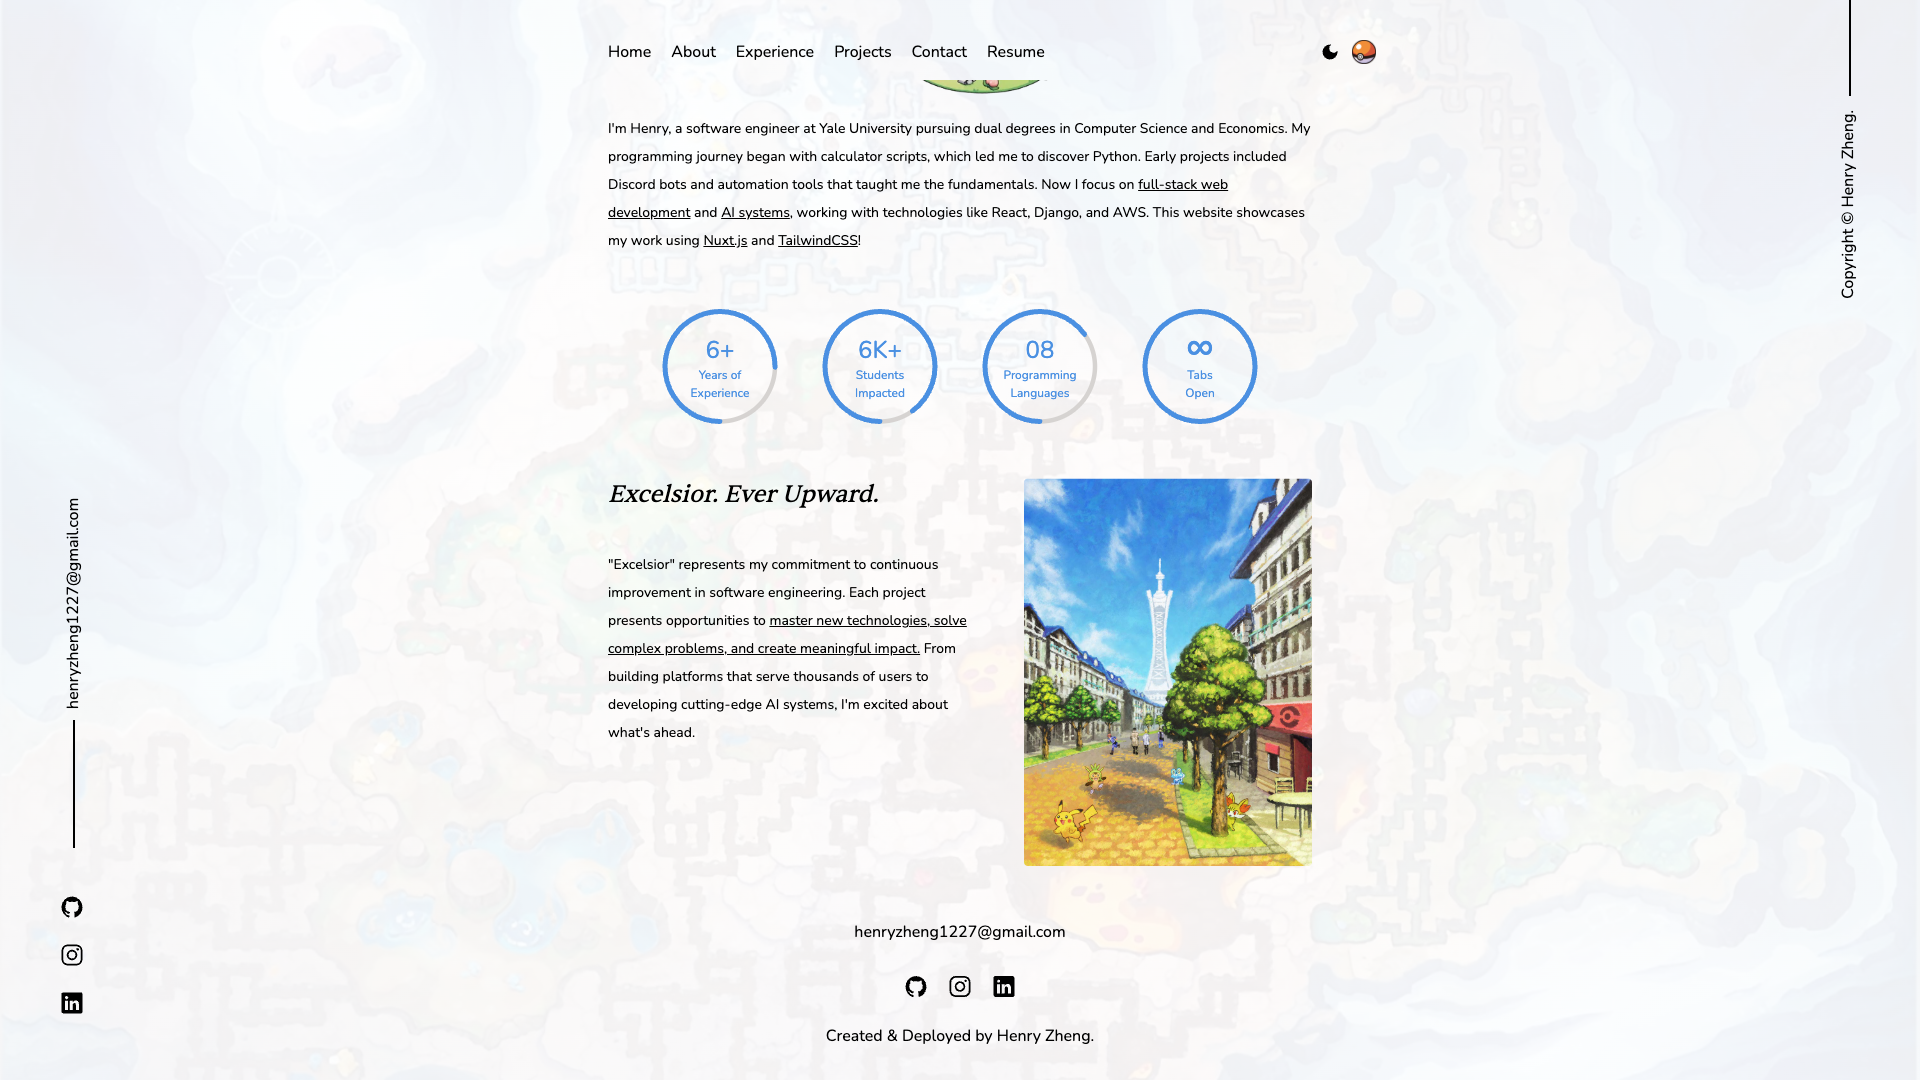 Home About Experience Projects Contact Resume
I'm Henry, a software engineer at Yale University pursuing dual degrees in Computer Science and Economics. My
programming journey began with calculator scripts, which led me to discover Python. Early projects included
Discord bots and automation tools that taught me the fundamentals. Now I focus on full-stack web
development and AI systems, working with technologies like React, Django, and AWS. This website showcases
my work using Nuxt.js and TailwindCSS!
6+
Years of
Experience
6K+
Students
Impacted
08
Programming
Languages
∞
Tabs
Open
Excelsior. Ever Upward.
"Excelsior" represents my commitment to continuous
improvement in software engineering. Each project
presents opportunities to master new technologies, solve
complex problems, and create meaningful impact. From
building platforms that serve thousands of users to
developing cutting-edge AI systems, I'm excited about
what's ahead.
henryzheng1227@gmail.com
Created & Deployed by Henry Zheng.
henryzheng1227@gmail.com
Copyright © Henry Zheng.